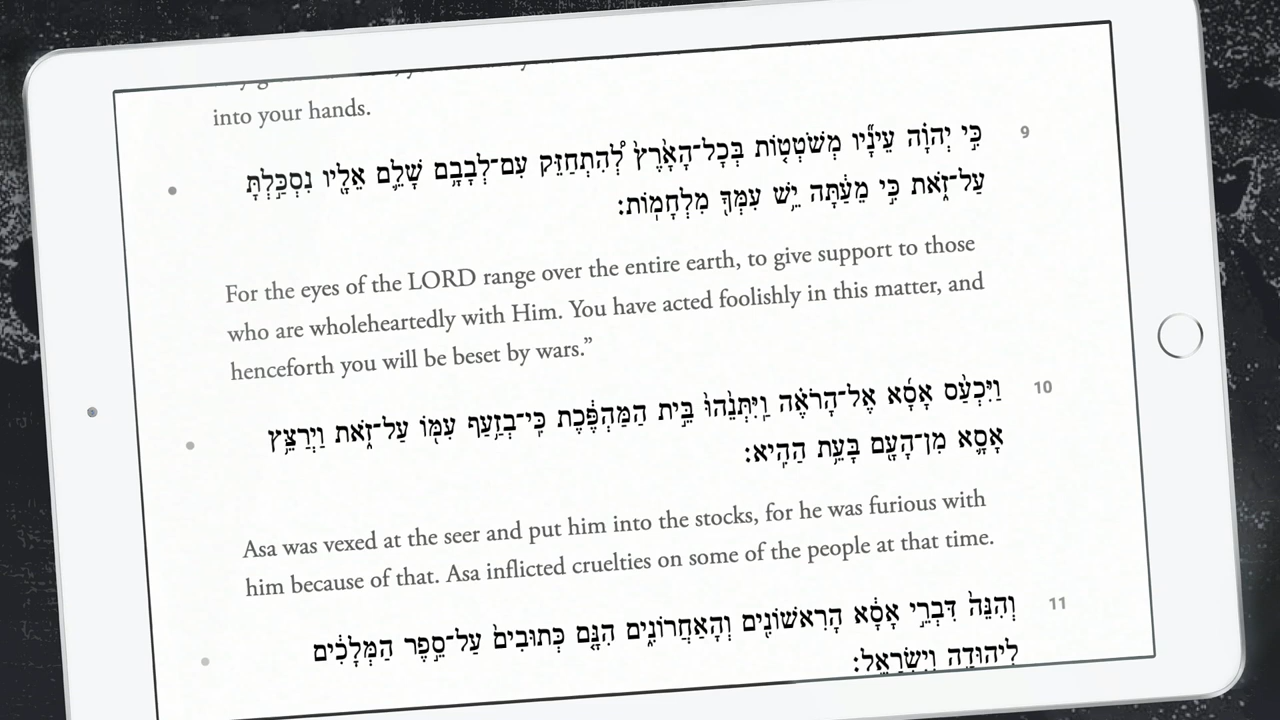 into your hands.
9
כִּ֣י יְהוָ֗ה עֵינָ֞יו מְשֹׁטְט֤וֹת בְּכָל־הָאָ֙רֶץ֙ לְ֠הִתְחַזֵּק עִם־לְבָבָ֥ם שָׁלֵ֛ם אֵלָ֖יו נִסְכַּ֣לְתָּ
עַל־זֹ֑את כִּ֣י מֵעַ֔תָּה יֵ֥שׁ עִמְּךָ֖ מִלְחָמֽוֹת׃
For the eyes of the LORD range over the entire earth, to give support to those
who are wholeheartedly with Him. You have acted foolishly in this matter, and
henceforth you will be beset by wars.”
10
וַיִּכְעַ֨ס אָסָ֜א אֶל־הָרֹאֶ֗ה וַֽיִּתְּנֵ֙הוּ֙ בֵּ֣ית הַמַּהְפֶּ֔כֶת כִּֽי־בְזַ֥עַף עִמּ֖וֹ עַל־זֹ֑את וַיְרַצֵּ֥ץ
אָסָ֛א מִן־הָעָ֖ם בָּעֵ֥ת הַהִֽיא׃
Asa was vexed at the seer and put him into the stocks, for he was furious with
him because of that. Asa inflicted cruelties on some of the people at that time.
11
וְהִנֵּה֙ דִּבְרֵ֣י אָסָ֔א הָרִאשׁוֹנִ֖ים וְהָאַחֲרוֹנִ֑ים הִנָּ֤ם כְּתוּבִים֙ עַל־סֵ֣פֶר הַמְּלָכִ֔ים
לִיהוּדָ֖ה וְיִשְׂרָאֵֽל׃